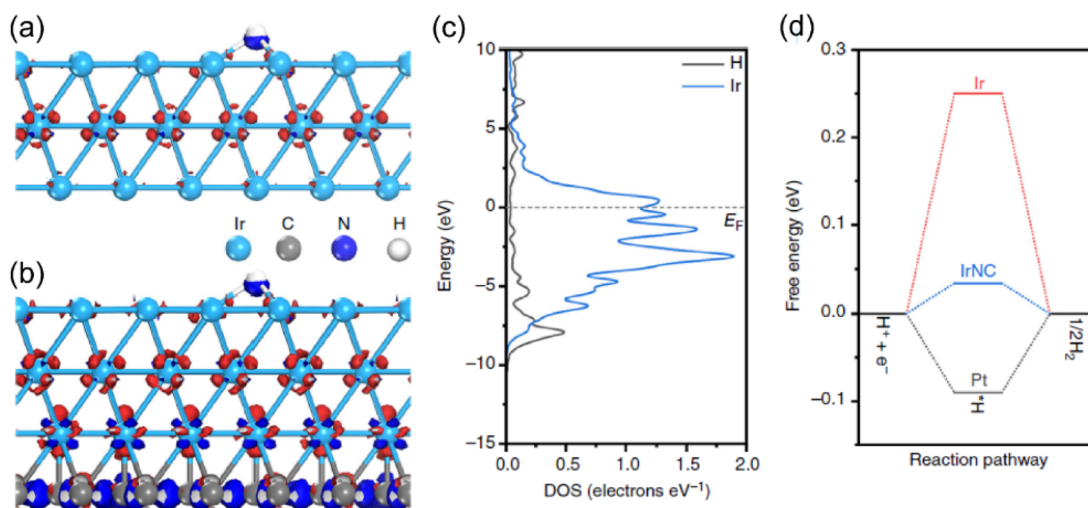 (a)
Ir C N H
(b)
(c)
10
5
0
−5
−10
−15
Energy (eV)
H
Ir
E_F
0.0 0.5 1.0 1.5 2.0
DOS (electrons eV⁻¹)
(d)
0.3
0.2
0.1
0.0
−0.1
Free energy (eV)
Ir
IrNC
Pt
H⁺ + e⁻
H*
1/2H₂
Reaction pathway